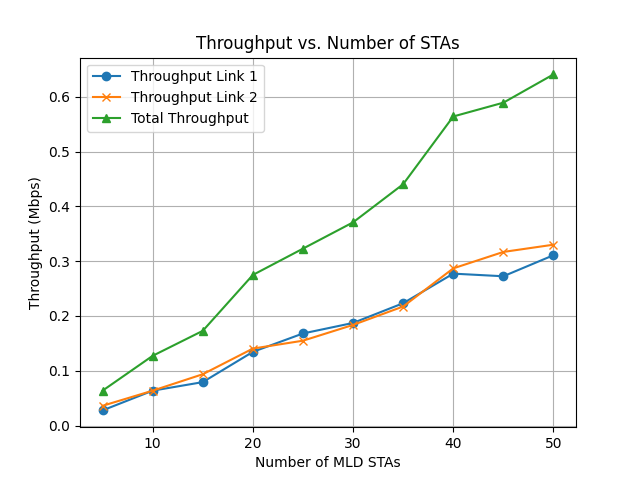 Throughput vs. Number of STAs
Throughput Link 1
Throughput Link 2
Total Throughput
Throughput (Mbps)
0.6
0.5
0.4
0.3
0.2
0.1
0.0
10 20 30 40 50
Number of MLD STAs